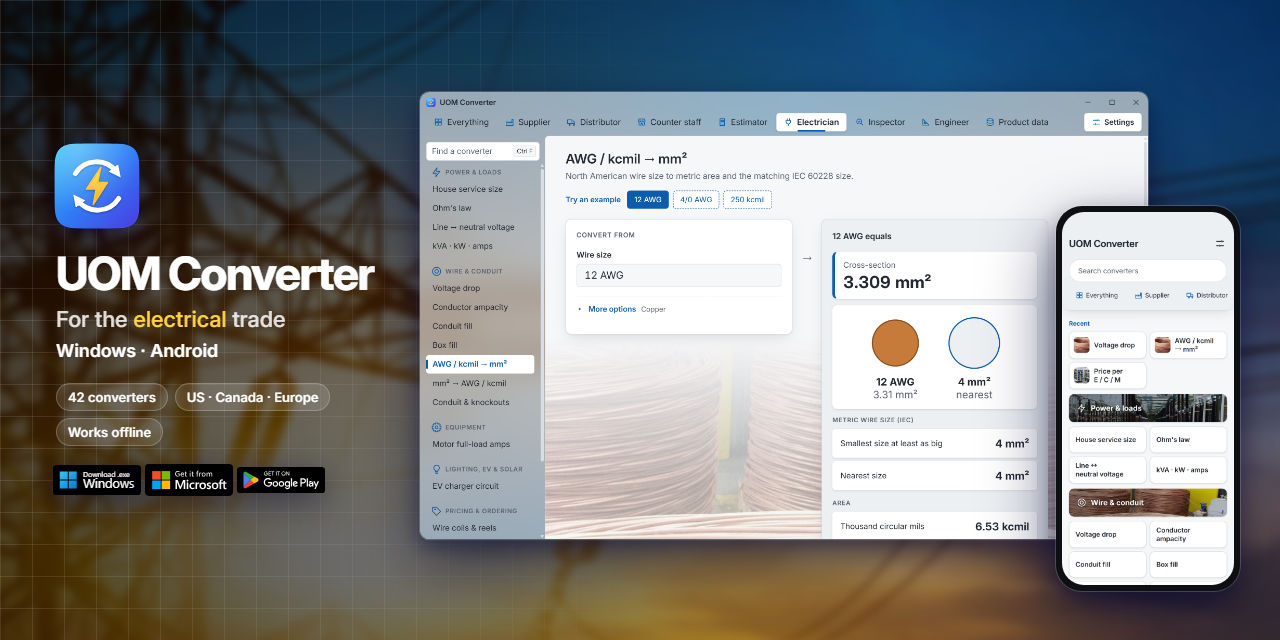 UOM Converter
For the electrical trade
Windows · Android
42 converters
US · Canada · Europe
Works offline
Download .exe
Windows
Get it from
Microsoft
GET IT ON
Google Play
UOM Converter
Everything
Supplier
Distributor
Counter staff
Estimator
Electrician
Inspector
Engineer
Product data
Settings
Find a converter
Ctrl F
POWER & LOADS
House service size
Ohm's law
Line ↔ neutral voltage
kVA · kW · amps
WIRE & CONDUIT
Voltage drop
Conductor ampacity
Conduit fill
Box fill
AWG / kcmil → mm²
mm² → AWG / kcmil
Conduit & knockouts
EQUIPMENT
Motor full-load amps
LIGHTING, EV & SOLAR
EV charger circuit
PRICING & ORDERING
Wire coils & reels
AWG / kcmil → mm²
North American wire size to metric area and the matching IEC 60228 size.
Try an example
12 AWG
4/0 AWG
250 kcmil
CONVERT FROM
Wire size
12 AWG
More options Copper
→
12 AWG equals
Cross-section
3.309 mm²
12 AWG
3.31 mm²
4 mm²
nearest
METRIC WIRE SIZE (IEC)
Smallest size at least as big 4 mm²
Nearest size 4 mm²
AREA
Thousand circular mils 6.53 kcmil
UOM Converter
Search converters
Everything
Supplier
Distributor
Recent
Voltage drop
AWG / kcmil
→ mm²
Price per
E / C / M
Power & loads
House service size
Ohm's law
Line ↔
neutral voltage
kVA · kW · amps
Wire & conduit
Voltage drop
Conductor
ampacity
Conduit fill
Box fill